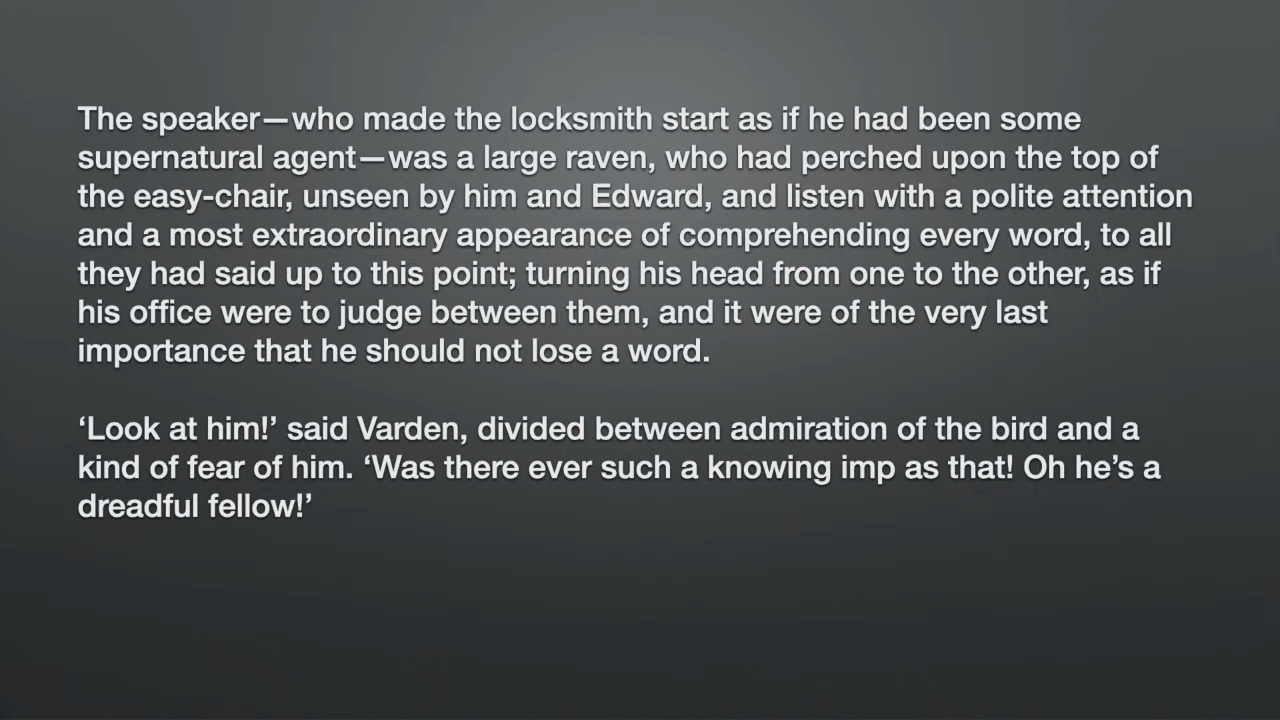 The speaker—who made the locksmith start as if he had been some
supernatural agent—was a large raven, who had perched upon the top of
the easy-chair, unseen by him and Edward, and listen with a polite attention
and a most extraordinary appearance of comprehending every word, to all
they had said up to this point; turning his head from one to the other, as if
his office were to judge between them, and it were of the very last
importance that he should not lose a word.
‘Look at him!’ said Varden, divided between admiration of the bird and a
kind of fear of him. ‘Was there ever such a knowing imp as that! Oh he’s a
dreadful fellow!’